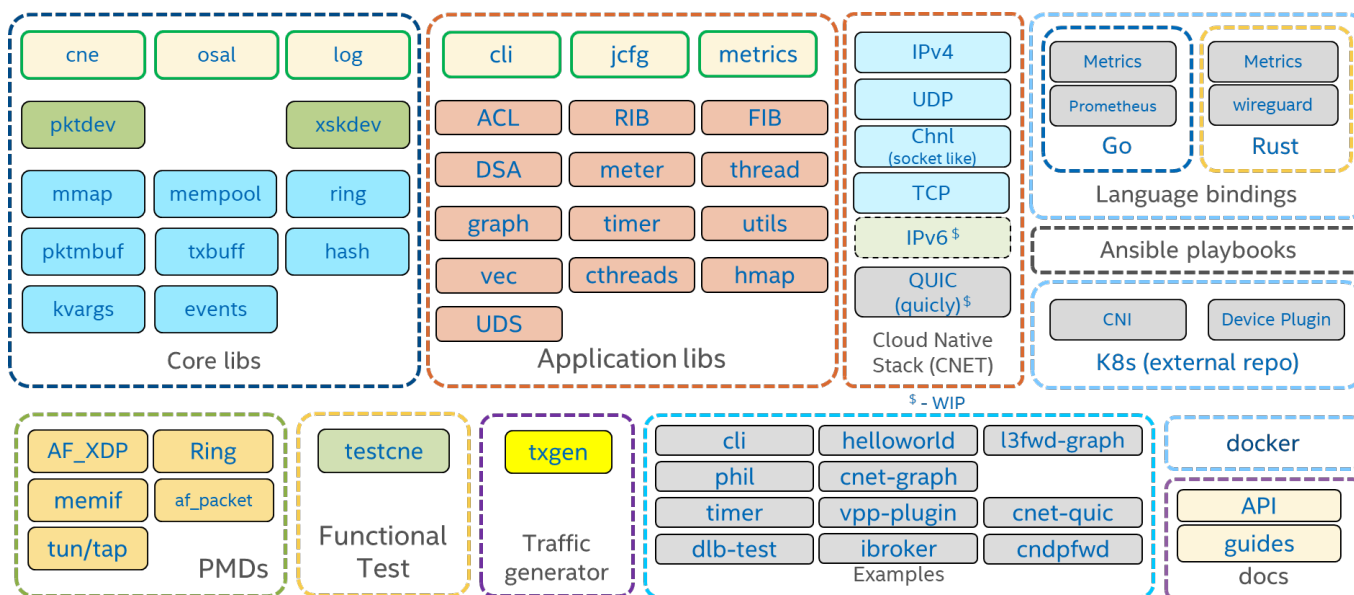 cne
osal
log
pktdev
xskdev
mmap
mempool
ring
pktmbuf
txbuff
hash
kvargs
events
Core libs
cli
jcfg
metrics
ACL
RIB
FIB
DSA
meter
thread
graph
timer
utils
vec
cthreads
hmap
UDS
Application libs
IPv4
UDP
Chnl
(socket like)
TCP
IPv6 $
QUIC
(quicly) $
Cloud Native
Stack (CNET)
$ - WIP
Metrics
Prometheus
Go
Metrics
wireguard
Rust
Language bindings
Ansible playbooks
CNI
Device Plugin
K8s (external repo)
AF_XDP
Ring
memif
af_packet
tun/tap
PMDs
testcne
Functional
Test
txgen
Traffic
generator
cli
helloworld
l3fwd-graph
phil
cnet-graph
timer
vpp-plugin
cnet-quic
dlb-test
ibroker
cndpfwd
Examples
docker
API
guides
docs